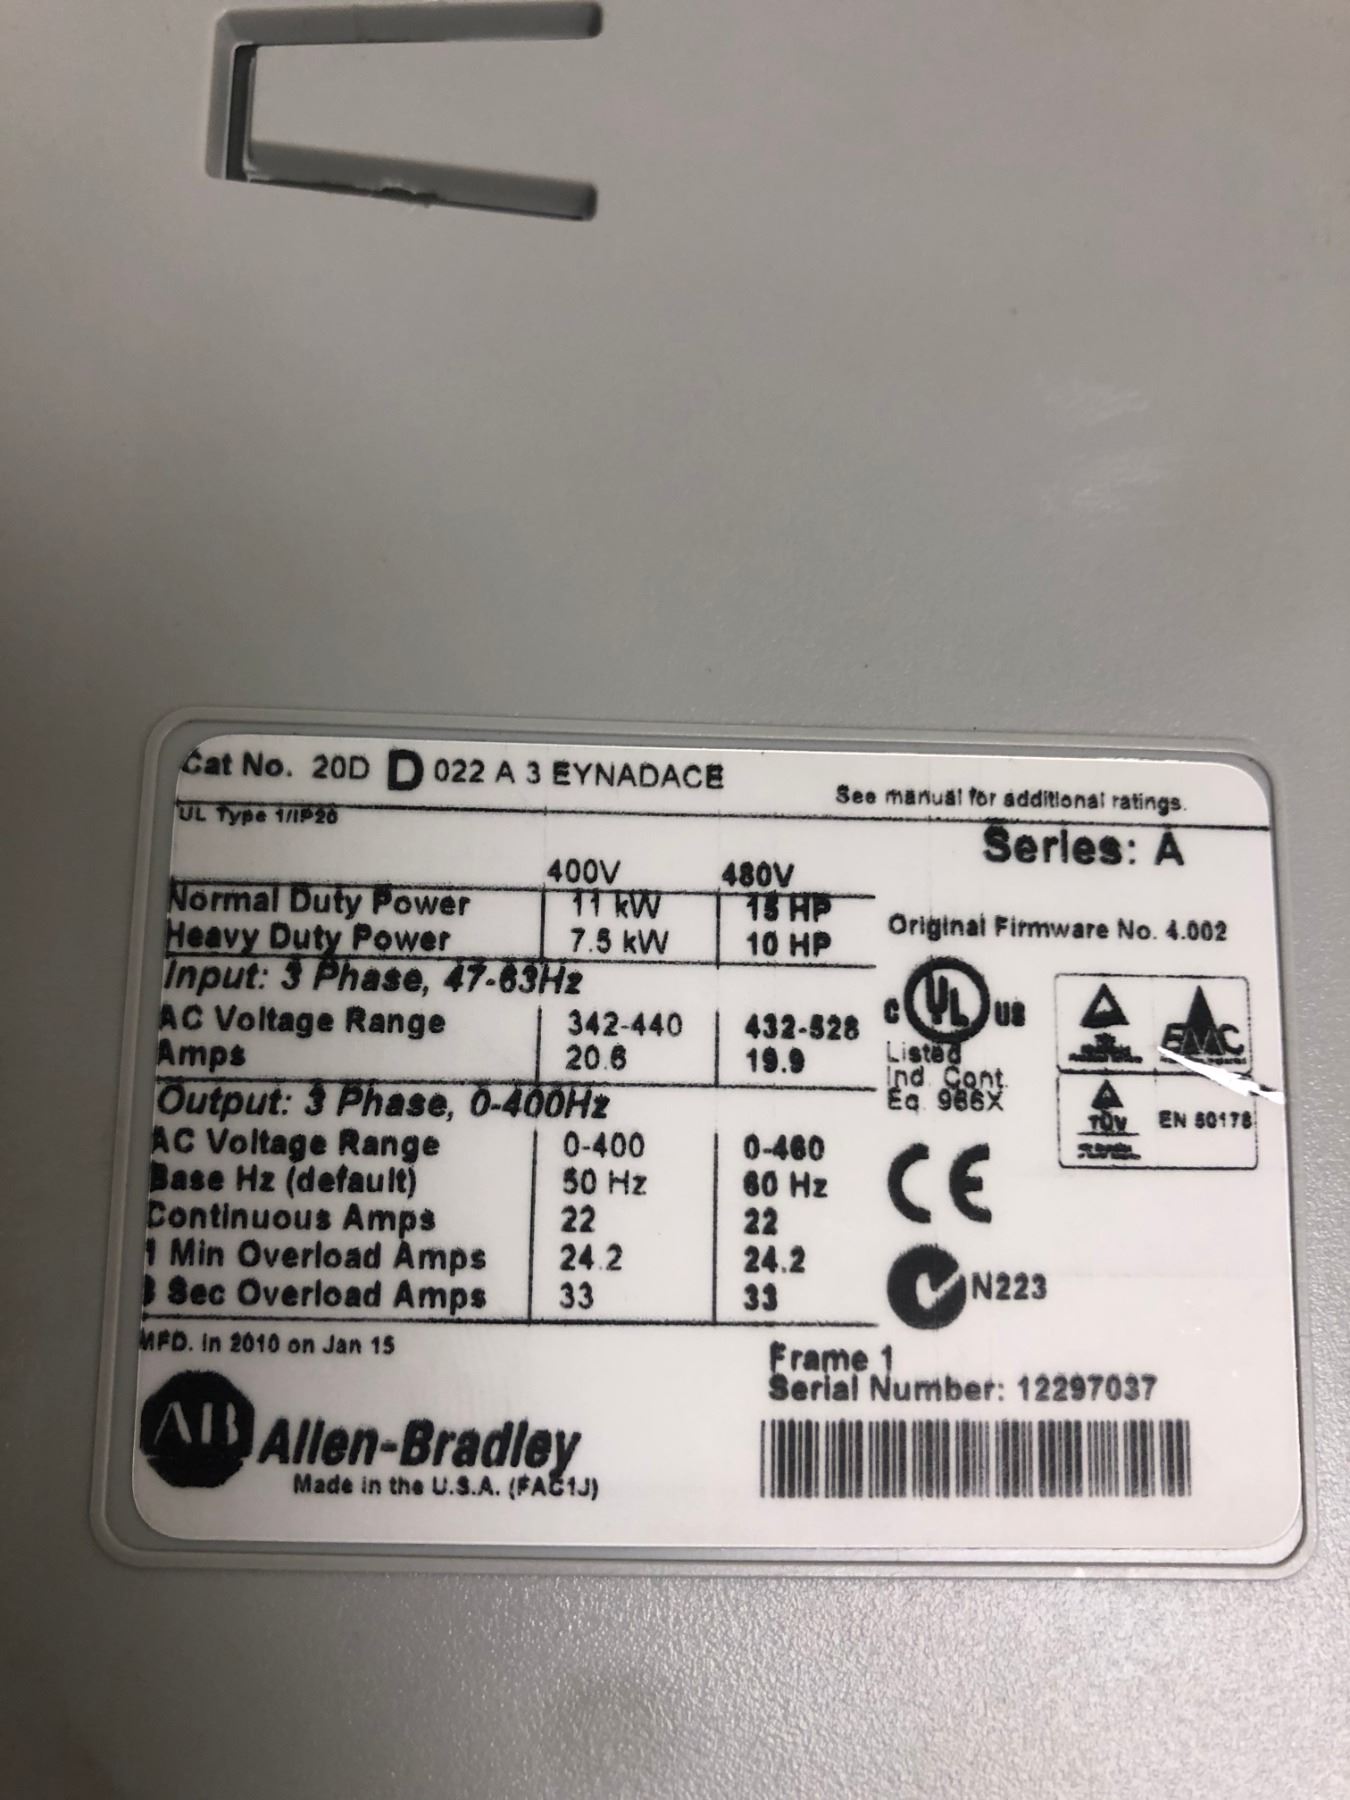 Cat No. 20D D 022 A 3 EYNADACE
See manual for additional ratings.
UL Type 1/IP20
Series: A
400V 480V
Normal Duty Power 11 kW 15 HP
Heavy Duty Power 7.5 kW 10 HP
Original Firmware No. 4.002
Input: 3 Phase, 47-63Hz
AC Voltage Range 342-440 432-528
Amps 20.6 19.9
Output: 3 Phase, 0-400Hz
AC Voltage Range 0-400 0-460
Base Hz (default) 50 Hz 60 Hz
Continuous Amps 22 22
1 Min Overload Amps 24.2 24.2
3 Sec Overload Amps 33 33
C UL US
Listed
Ind. Cont.
Eq. 966X
EMC
TÜV
EN 50178
CE
N223
MFD. in 2010 on Jan 15
Frame 1
Serial Number: 12297037
AB Allen-Bradley
Made in the U.S.A. (FAC1J)